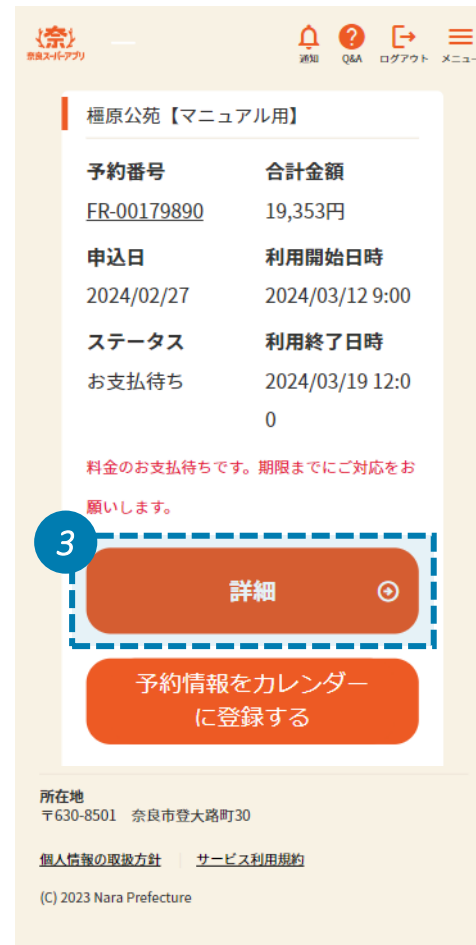 奈
奈良スーパーアプリ
通知
Q&A
ログアウト
メニュー
橿原公苑【マニュアル用】
予約番号 合計金額
FR-00179890 19,353円
申込日 利用開始日時
2024/02/27 2024/03/12 9:00
ステータス 利用終了日時
お支払待ち 2024/03/19 12:0
0
料金のお支払待ちです。期限までにご対応をお
願いします。
3
詳細
予約情報をカレンダー
に登録する
所在地
〒630-8501 奈良市登大路町30
個人情報の取扱方針 サービス利用規約
(C) 2023 Nara Prefecture